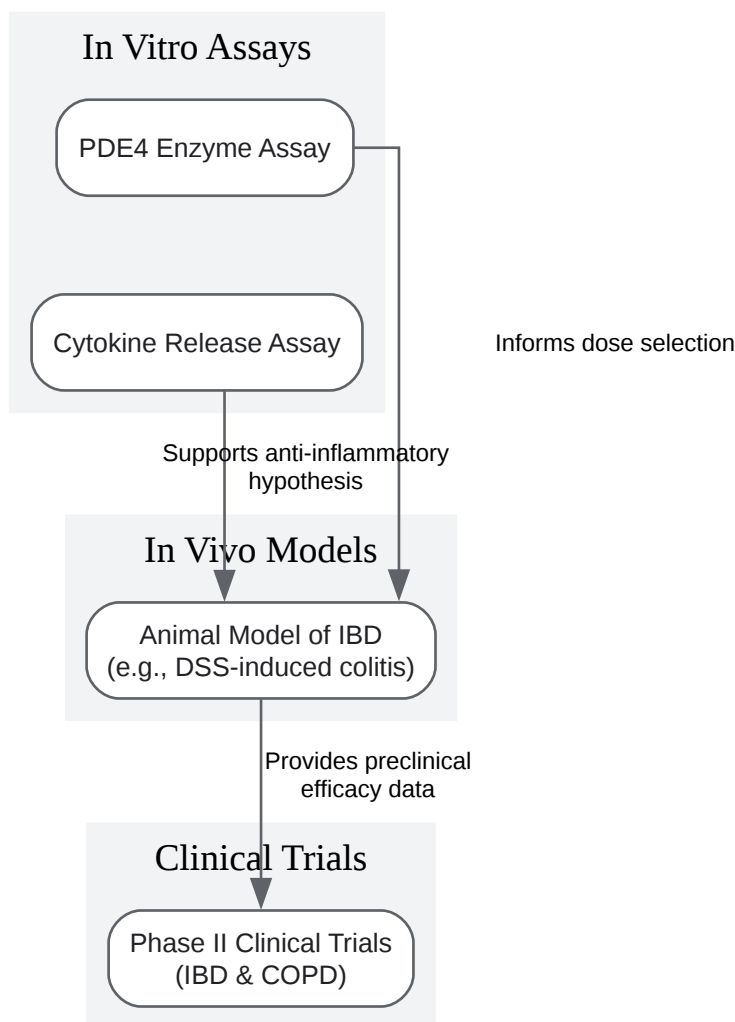 In Vitro Assays
PDE4 Enzyme Assay
Cytokine Release Assay
Informs dose selection
Supports anti-inflammatory
hypothesis
In Vivo Models
Animal Model of IBD
(e.g., DSS-induced colitis)
Provides preclinical
efficacy data
Clinical Trials
Phase II Clinical Trials
(IBD & COPD)